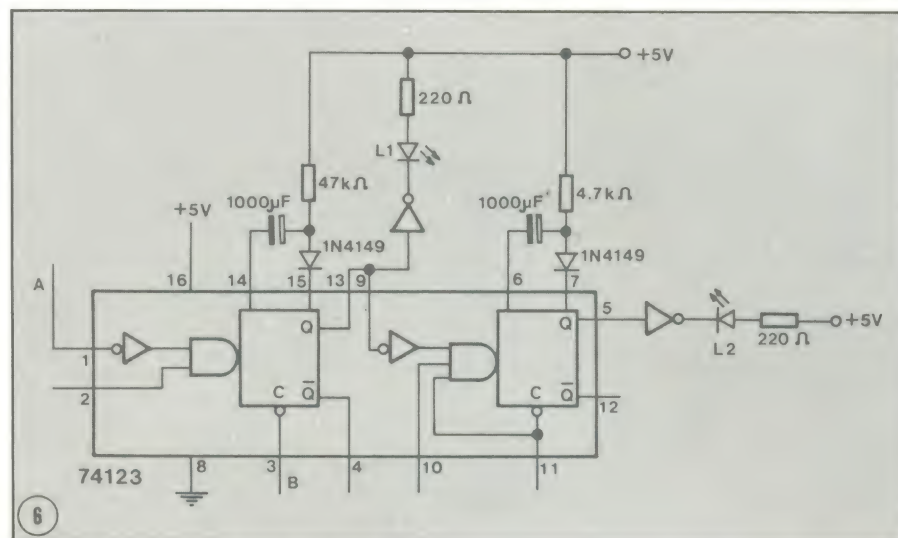 +5V
220 Ω
L1
47kΩ
4.7kΩ
1000µF
1000µF
+5V
1N4149
1N4149
A
16
14
15
13
9
6
7
5
Q
Q
+5V
L2
220 Ω
1
2
C
Q̅
C
Q̅
12
74123
8
3
B
4
10
11
6